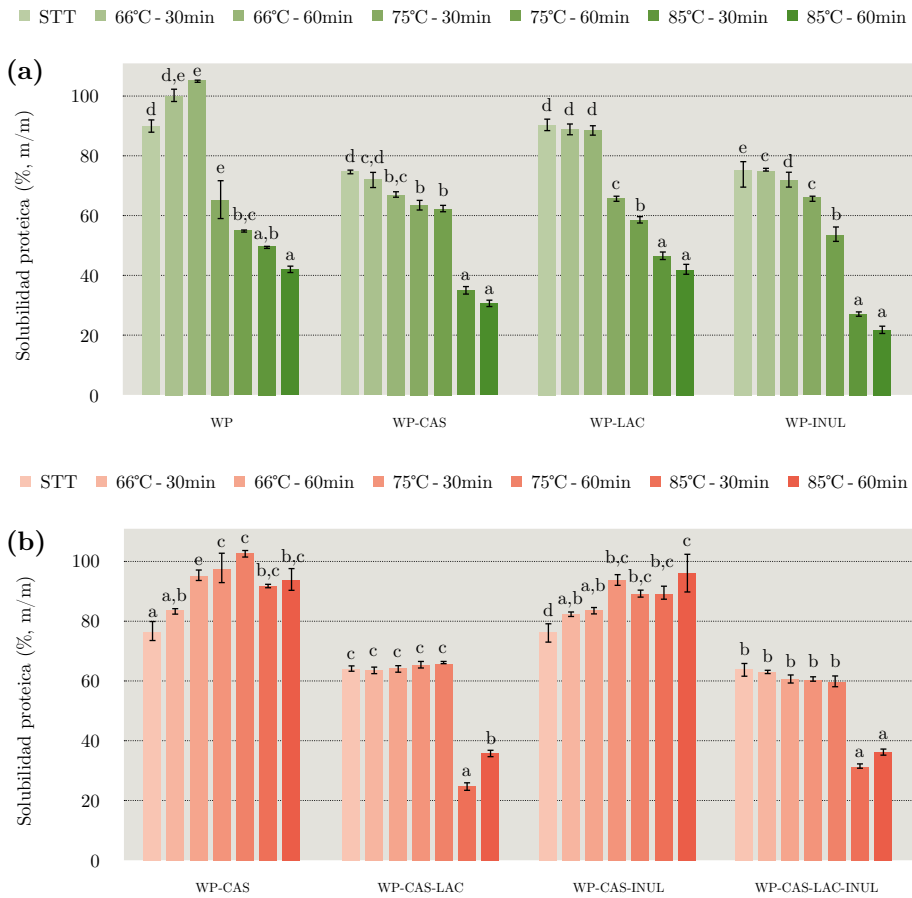 STT 66℃ - 30min 66℃ - 60min 75℃ - 30min 75℃ - 60min 85℃ - 30min 85℃ - 60min
(a)
Solubilidad proteica (%, m/m)
100
80
60
40
20
0
d d,e e e b,c a,b a
d c,d b,c b b a a
d d d c b a a
e c d c b a a
WP WP-CAS WP-LAC WP-INUL
STT 66℃ - 30min 66℃ - 60min 75℃ - 30min 75℃ - 60min 85℃ - 30min 85℃ - 60min
(b)
Solubilidad proteica (%, m/m)
100
80
60
40
20
0
a a,b e c c b,c b,c
c c c c c a b
d a,b a,b b,c b,c b,c c
b b b b b a a
WP-CAS WP-CAS-LAC WP-CAS-INUL WP-CAS-LAC-INUL